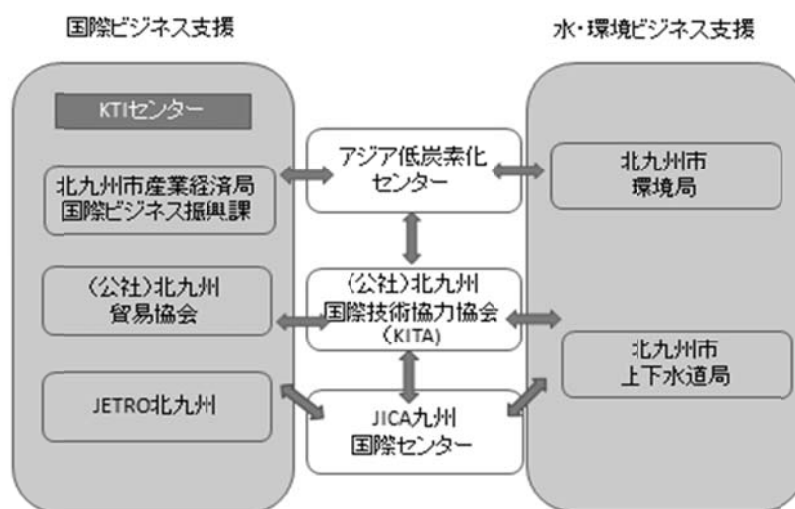 国際ビジネス支援
KTIセンター
北九州市産業経済局
国際ビジネス振興課
（公社）北九州
貿易協会
JETRO北九州
アジア低炭素化
センター
（公社）北九州
国際技術協力協会
（KITA)
JICA九州
国際センター
水・環境ビジネス支援
北九州市
環境局
北九州市
上下水道局